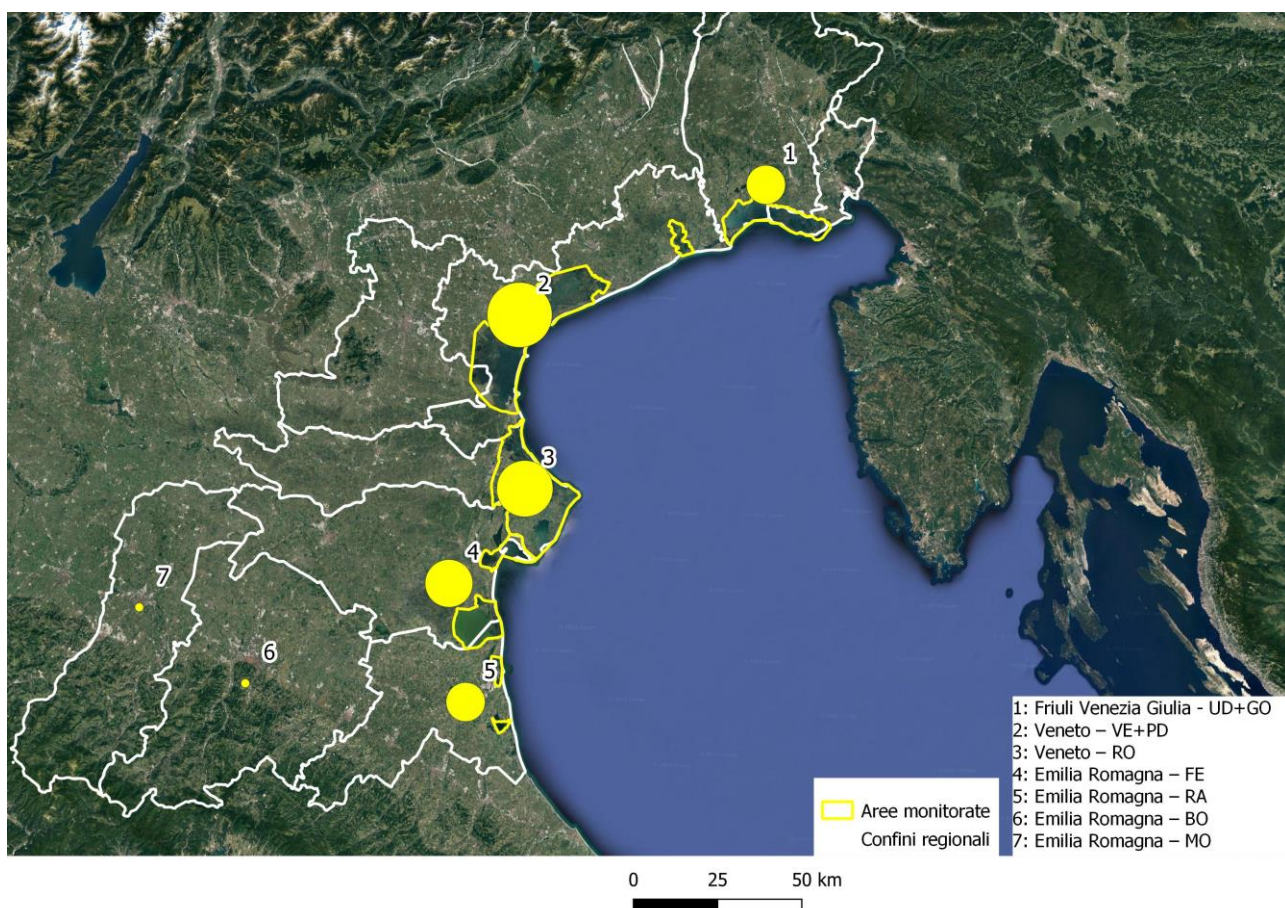 1
2
3
4
7
6
5
1: Friuli Venezia Giulia - UD+GO
2: Veneto – VE+PD
3: Veneto – RO
4: Emilia Romagna – FE
5: Emilia Romagna – RA
6: Emilia Romagna – BO
7: Emilia Romagna – MO
Aree monitorate
Confini regionali
0 25 50 km